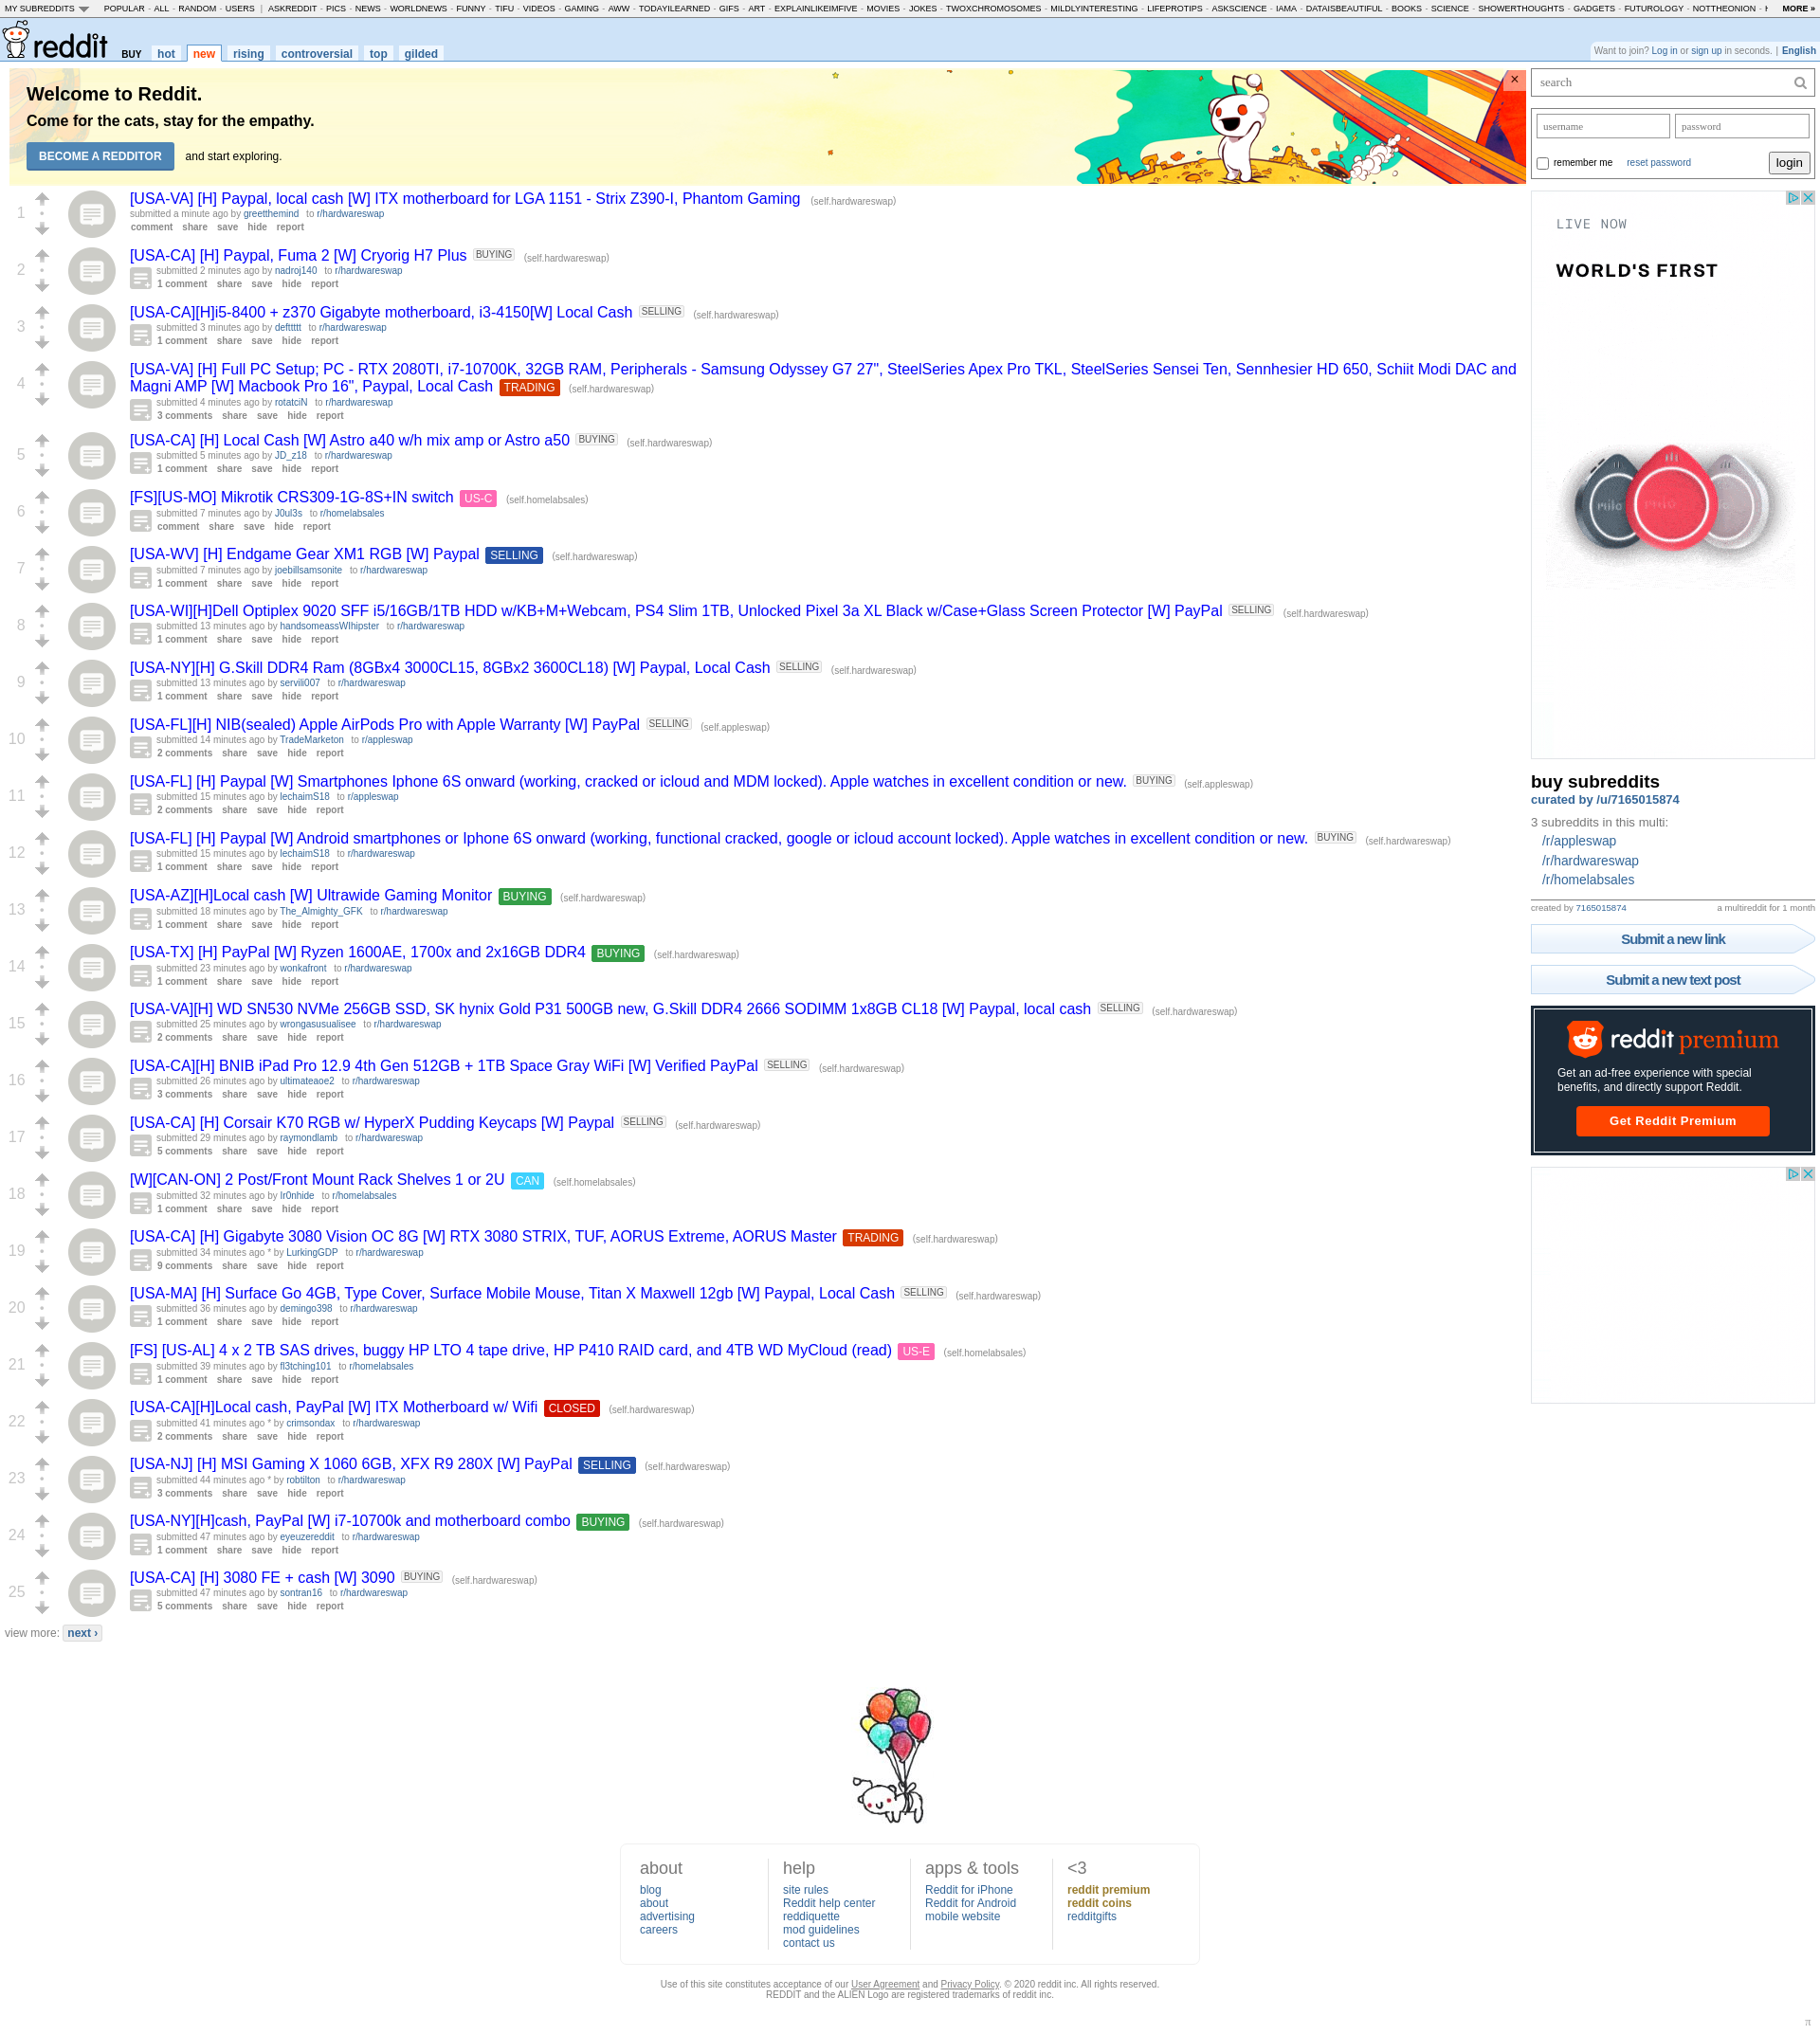 MY SUBREDDITS POPULAR - ALL - RANDOM - USERS | ASKREDDIT - PICS - NEWS - WORLDNEWS - FUNNY - TIFU - VIDEOS - GAMING - AWW - TODAYILEARNED - GIFS - ART - EXPLAINLIKEIMFIVE - MOVIES - JOKES - TWOXCHROMOSOMES - MILDLYINTERESTING - LIFEPROTIPS - ASKSCIENCE - IAMA - DATAISBEAUTIFUL - BOOKS - SCIENCE - SHOWERTHOUGHTS - GADGETS - FUTUROLOGY - NOTTHEONION - MORE »
reddit BUY hot new rising controversial top gilded
Want to join? Log in or sign up in seconds. | English
Welcome to Reddit.
Come for the cats, stay for the empathy.
BECOME A REDDITOR and start exploring.
×
1
[USA-VA] [H] Paypal, local cash [W] ITX motherboard for LGA 1151 - Strix Z390-I, Phantom Gaming (self.hardwareswap)
submitted a minute ago by greetthemind to r/hardwareswap
comment share save hide report
2
[USA-CA] [H] Paypal, Fuma 2 [W] Cryorig H7 Plus BUYING (self.hardwareswap)
submitted 2 minutes ago by nadroj140 to r/hardwareswap
1 comment share save hide report
3
[USA-CA][H]i5-8400 + z370 Gigabyte motherboard, i3-4150[W] Local Cash SELLING (self.hardwareswap)
submitted 3 minutes ago by defttttt to r/hardwareswap
1 comment share save hide report
4
[USA-VA] [H] Full PC Setup; PC - RTX 2080TI, i7-10700K, 32GB RAM, Peripherals - Samsung Odyssey G7 27", SteelSeries Apex Pro TKL, SteelSeries Sensei Ten, Sennhesier HD 650, Schiit Modi DAC and
Magni AMP [W] Macbook Pro 16", Paypal, Local Cash TRADING (self.hardwareswap)
submitted 4 minutes ago by rotatciN to r/hardwareswap
3 comments share save hide report
5
[USA-CA] [H] Local Cash [W] Astro a40 w/h mix amp or Astro a50 BUYING (self.hardwareswap)
submitted 5 minutes ago by JD_z18 to r/hardwareswap
1 comment share save hide report
6
[FS][US-MO] Mikrotik CRS309-1G-8S+IN switch US-C (self.homelabsales)
submitted 7 minutes ago by J0ul3s to r/homelabsales
comment share save hide report
7
[USA-WV] [H] Endgame Gear XM1 RGB [W] Paypal SELLING (self.hardwareswap)
submitted 7 minutes ago by joebillsamsonite to r/hardwareswap
1 comment share save hide report
8
[USA-WI][H]Dell Optiplex 9020 SFF i5/16GB/1TB HDD w/KB+M+Webcam, PS4 Slim 1TB, Unlocked Pixel 3a XL Black w/Case+Glass Screen Protector [W] PayPal SELLING (self.hardwareswap)
submitted 13 minutes ago by handsomeassWIhipster to r/hardwareswap
1 comment share save hide report
9
[USA-NY][H] G.Skill DDR4 Ram (8GBx4 3000CL15, 8GBx2 3600CL18) [W] Paypal, Local Cash SELLING (self.hardwareswap)
submitted 13 minutes ago by servili007 to r/hardwareswap
1 comment share save hide report
10
[USA-FL][H] NIB(sealed) Apple AirPods Pro with Apple Warranty [W] PayPal SELLING (self.appleswap)
submitted 14 minutes ago by TradeMarketon to r/appleswap
2 comments share save hide report
11
[USA-FL] [H] Paypal [W] Smartphones Iphone 6S onward (working, cracked or icloud and MDM locked). Apple watches in excellent condition or new. BUYING (self.appleswap)
submitted 15 minutes ago by lechaimS18 to r/appleswap
2 comments share save hide report
12
[USA-FL] [H] Paypal [W] Android smartphones or Iphone 6S onward (working, functional cracked, google or icloud account locked). Apple watches in excellent condition or new. BUYING (self.hardwareswap)
submitted 15 minutes ago by lechaimS18 to r/hardwareswap
1 comment share save hide report
13
[USA-AZ][H]Local cash [W] Ultrawide Gaming Monitor BUYING (self.hardwareswap)
submitted 18 minutes ago by The_Almighty_GFK to r/hardwareswap
1 comment share save hide report
14
[USA-TX] [H] PayPal [W] Ryzen 1600AE, 1700x and 2x16GB DDR4 BUYING (self.hardwareswap)
submitted 23 minutes ago by wonkafront to r/hardwareswap
1 comment share save hide report
15
[USA-VA][H] WD SN530 NVMe 256GB SSD, SK hynix Gold P31 500GB new, G.Skill DDR4 2666 SODIMM 1x8GB CL18 [W] Paypal, local cash SELLING (self.hardwareswap)
submitted 25 minutes ago by wrongasusualisee to r/hardwareswap
2 comments share save hide report
16
[USA-CA][H] BNIB iPad Pro 12.9 4th Gen 512GB + 1TB Space Gray WiFi [W] Verified PayPal SELLING (self.hardwareswap)
submitted 26 minutes ago by ultimateaoe2 to r/hardwareswap
3 comments share save hide report
17
[USA-CA] [H] Corsair K70 RGB w/ HyperX Pudding Keycaps [W] Paypal SELLING (self.hardwareswap)
submitted 29 minutes ago by raymondlamb to r/hardwareswap
5 comments share save hide report
18
[W][CAN-ON] 2 Post/Front Mount Rack Shelves 1 or 2U CAN (self.homelabsales)
submitted 32 minutes ago by Ir0nhide to r/homelabsales
1 comment share save hide report
19
[USA-CA] [H] Gigabyte 3080 Vision OC 8G [W] RTX 3080 STRIX, TUF, AORUS Extreme, AORUS Master TRADING (self.hardwareswap)
submitted 34 minutes ago * by LurkingGDP to r/hardwareswap
9 comments share save hide report
20
[USA-MA] [H] Surface Go 4GB, Type Cover, Surface Mobile Mouse, Titan X Maxwell 12gb [W] Paypal, Local Cash SELLING (self.hardwareswap)
submitted 36 minutes ago by demingo398 to r/hardwareswap
1 comment share save hide report
21
[FS] [US-AL] 4 x 2 TB SAS drives, buggy HP LTO 4 tape drive, HP P410 RAID card, and 4TB WD MyCloud (read) US-E (self.homelabsales)
submitted 39 minutes ago by fl3tching101 to r/homelabsales
1 comment share save hide report
22
[USA-CA][H]Local cash, PayPal [W] ITX Motherboard w/ Wifi CLOSED (self.hardwareswap)
submitted 41 minutes ago * by crimsondax to r/hardwareswap
2 comments share save hide report
23
[USA-NJ] [H] MSI Gaming X 1060 6GB, XFX R9 280X [W] PayPal SELLING (self.hardwareswap)
submitted 44 minutes ago * by robtilton to r/hardwareswap
3 comments share save hide report
24
[USA-NY][H]cash, PayPal [W] i7-10700k and motherboard combo BUYING (self.hardwareswap)
submitted 47 minutes ago by eyeuzereddit to r/hardwareswap
1 comment share save hide report
25
[USA-CA] [H] 3080 FE + cash [W] 3090 BUYING (self.hardwareswap)
submitted 47 minutes ago by sontran16 to r/hardwareswap
5 comments share save hide report
view more: next ›
search
username password
remember me reset password login
LIVE NOW
WORLD'S FIRST
buy subreddits
curated by /u/7165015874
3 subreddits in this multi:
/r/appleswap
/r/hardwareswap
/r/homelabsales
created by 7165015874 a multireddit for 1 month
Submit a new link
Submit a new text post
reddit premium
Get an ad-free experience with special
benefits, and directly support Reddit.
Get Reddit Premium
about
blog
about
advertising
careers
help
site rules
Reddit help center
reddiquette
mod guidelines
contact us
apps & tools
Reddit for iPhone
Reddit for Android
mobile website
<3
reddit premium
reddit coins
redditgifts
Use of this site constitutes acceptance of our User Agreement and Privacy Policy. © 2020 reddit inc. All rights reserved.
REDDIT and the ALIEN Logo are registered trademarks of reddit inc.
π